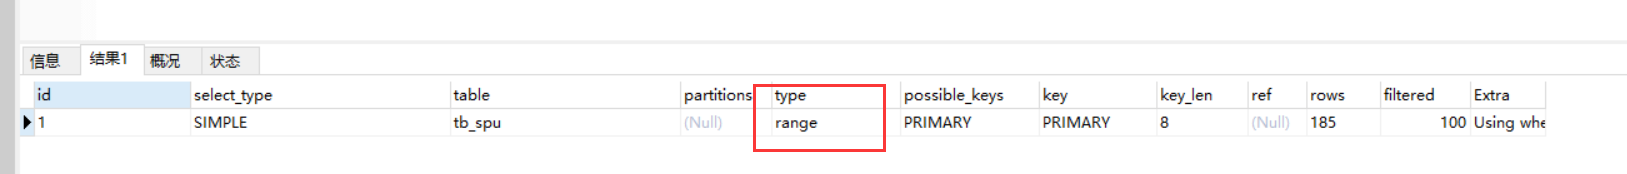 信息 结果1 概况 状态
id select_type table partitions type possible_keys key key_len ref rows filtered Extra
1 SIMPLE tb_spu (Null) range PRIMARY PRIMARY 8 (Null) 185 100 Using whe